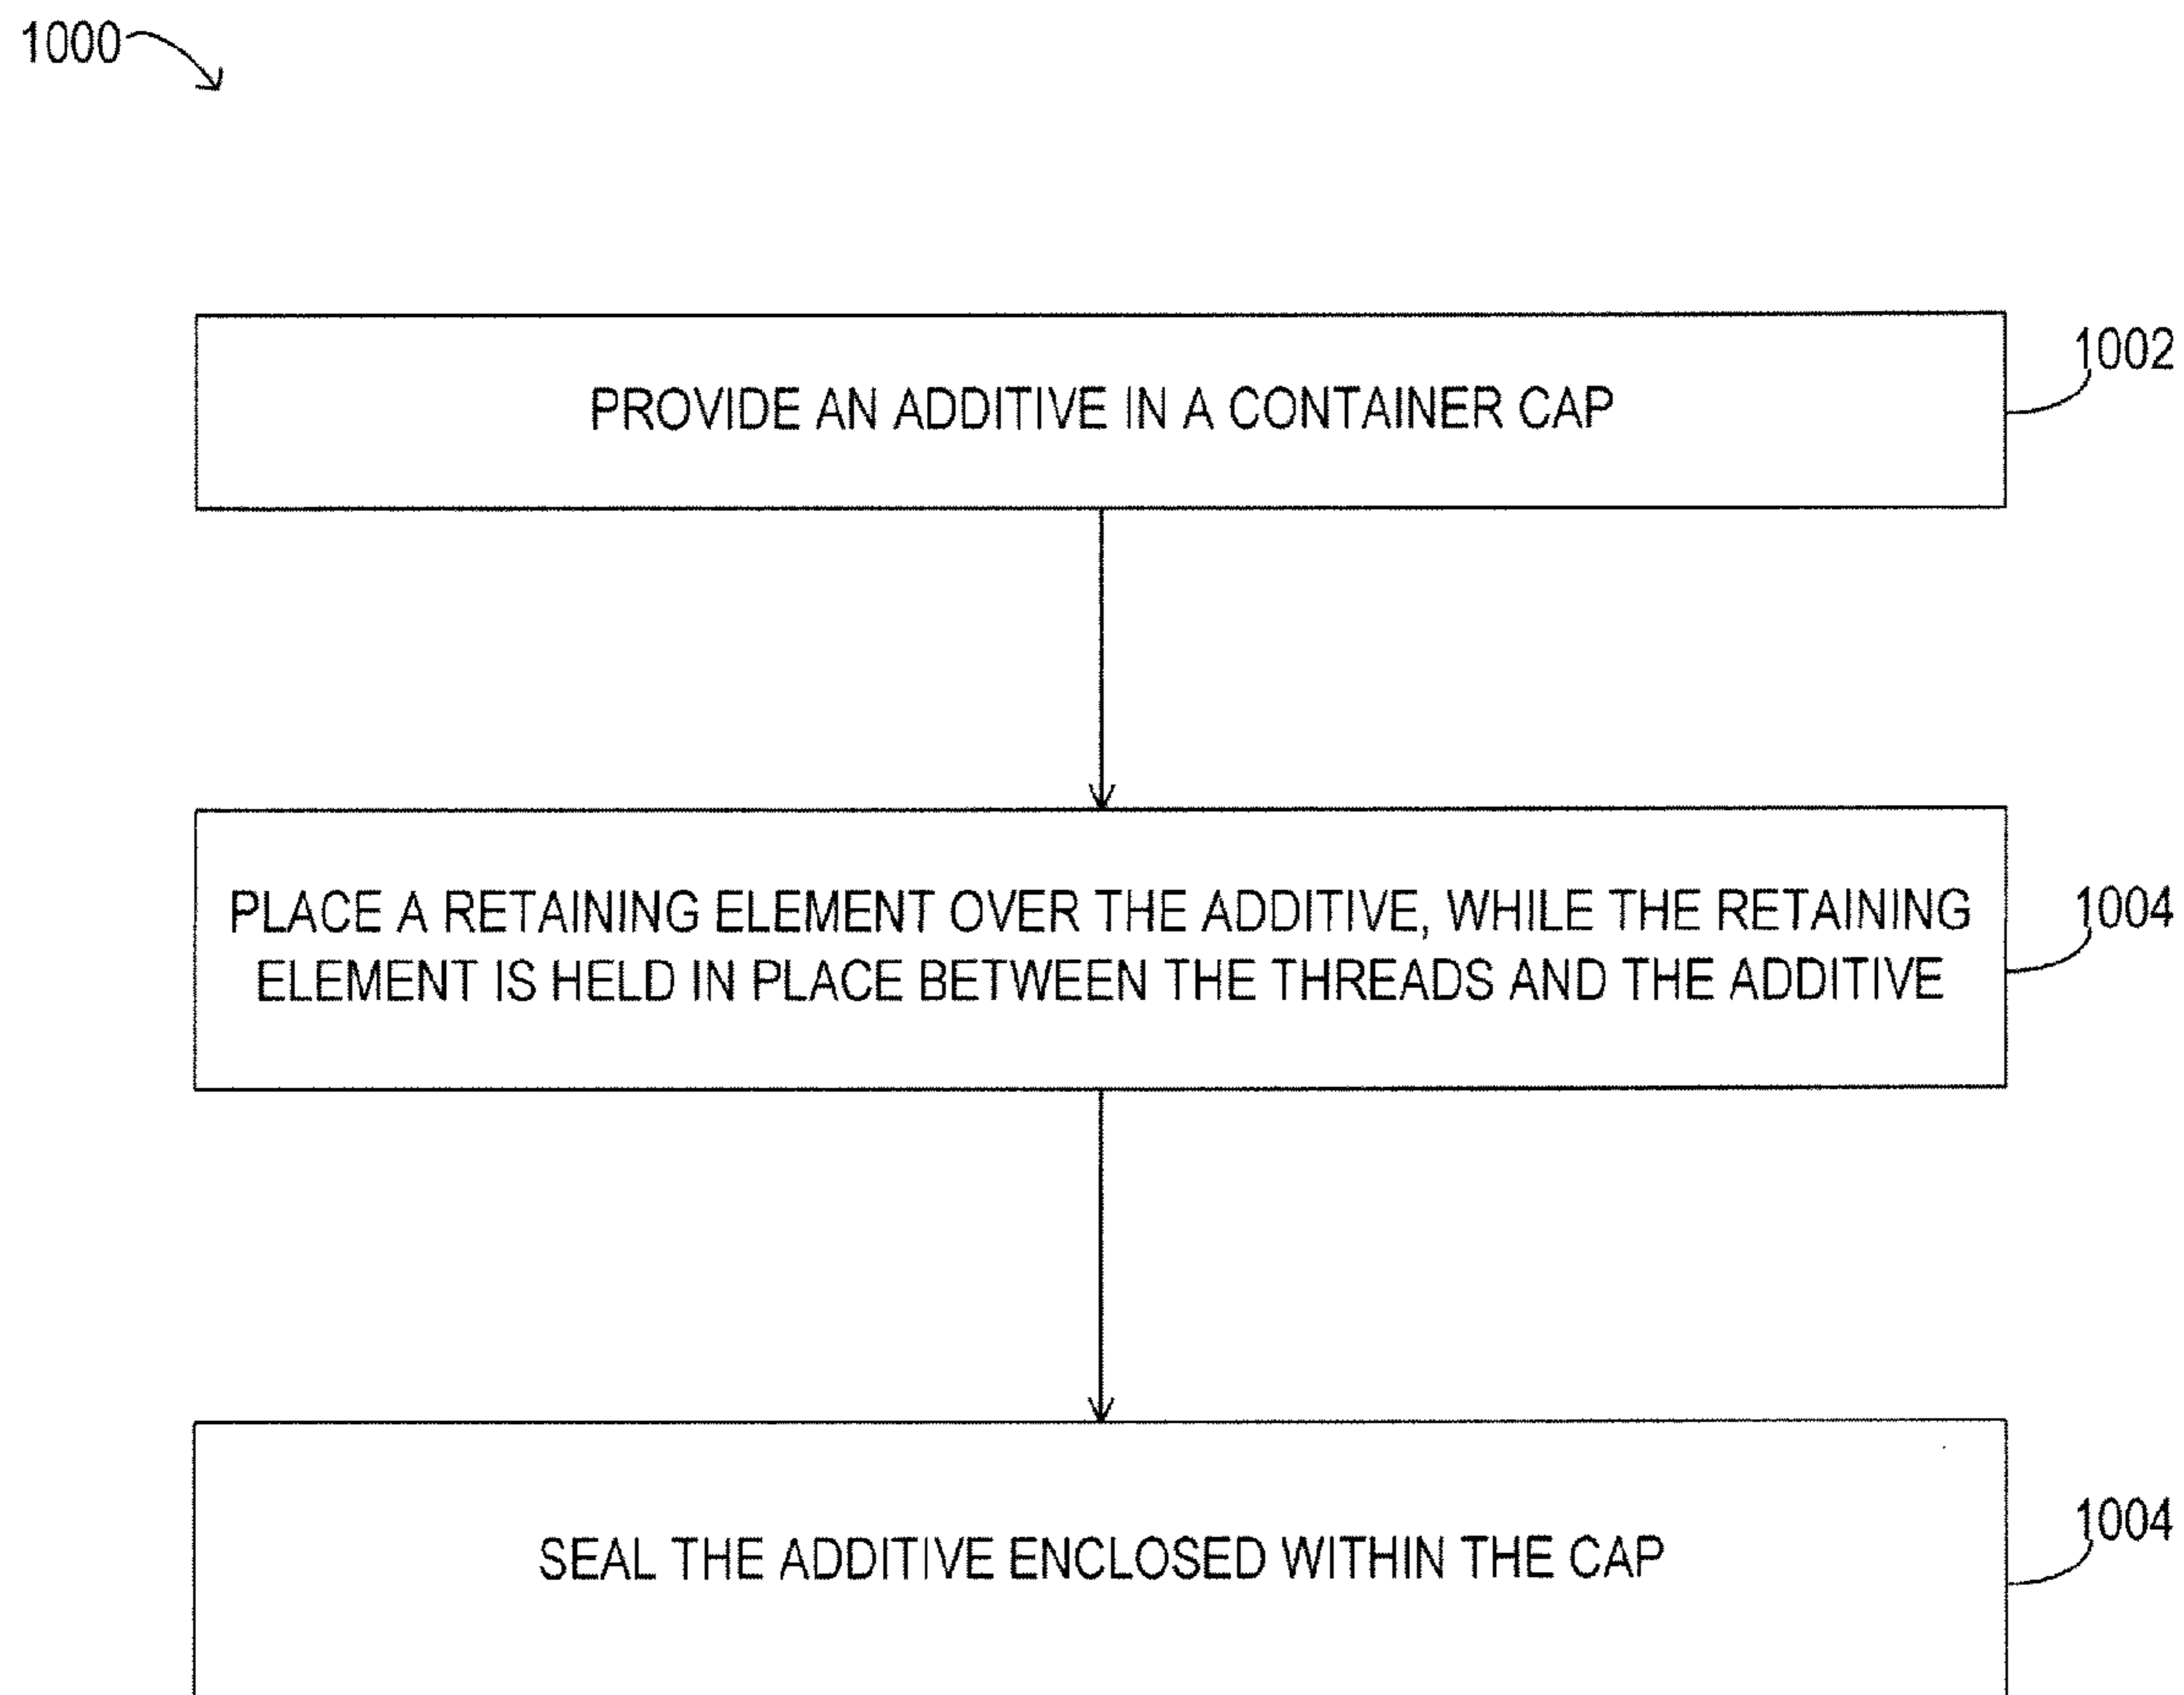 1000
PROVIDE AN ADDITIVE IN A CONTAINER CAP
1002
PLACE A RETAINING ELEMENT OVER THE ADDITIVE, WHILE THE RETAINING
ELEMENT IS HELD IN PLACE BETWEEN THE THREADS AND THE ADDITIVE
1004
SEAL THE ADDITIVE ENCLOSED WITHIN THE CAP
1004